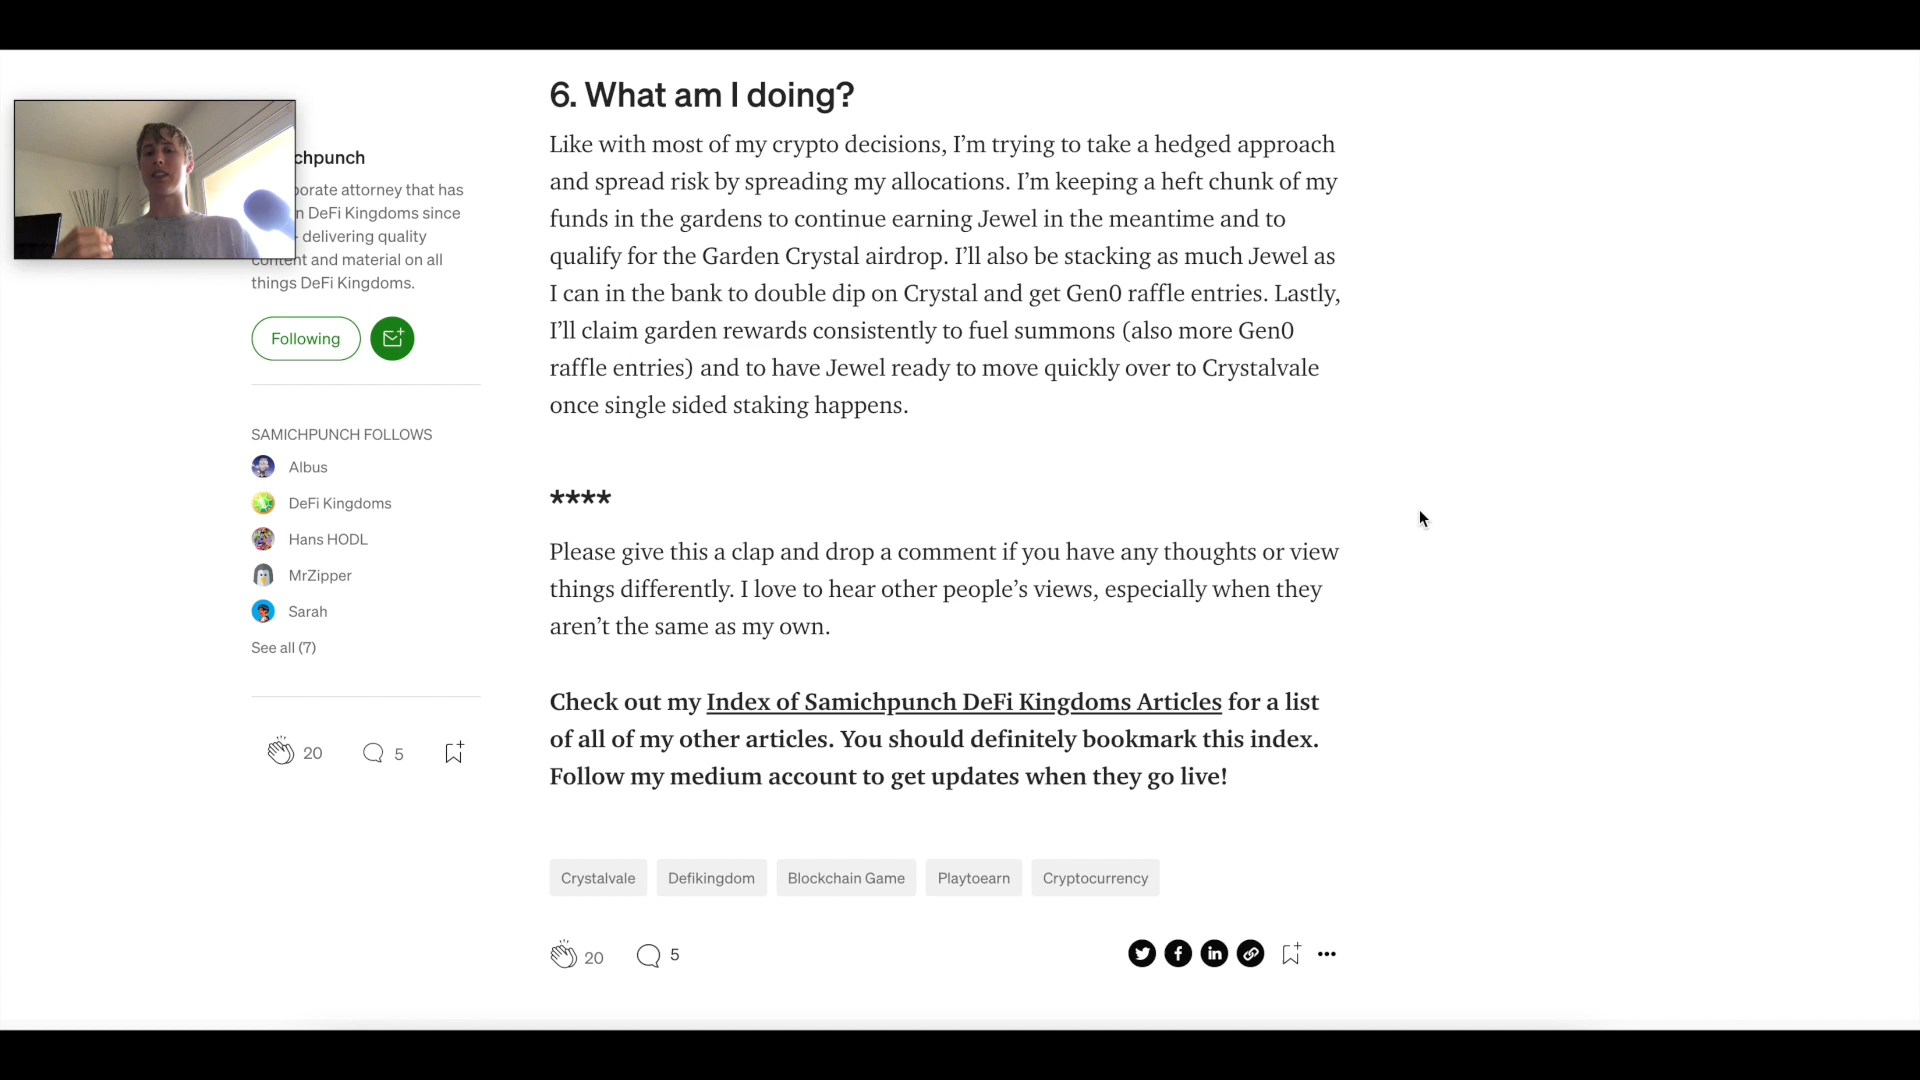 6. What am I doing?
Like with most of my crypto decisions, I’m trying to take a hedged approach
and spread risk by spreading my allocations. I’m keeping a heft chunk of my
funds in the gardens to continue earning Jewel in the meantime and to
qualify for the Garden Crystal airdrop. I’ll also be stacking as much Jewel as
I can in the bank to double dip on Crystal and get Gen0 raffle entries. Lastly,
I’ll claim garden rewards consistently to fuel summons (also more Gen0
raffle entries) and to have Jewel ready to move quickly over to Crystalvale
once single sided staking happens.
****
Please give this a clap and drop a comment if you have any thoughts or view
things differently. I love to hear other people’s views, especially when they
aren’t the same as my own.
Check out my Index of Samichpunch DeFi Kingdoms Articles for a list
of all of my other articles. You should definitely bookmark this index.
Follow my medium account to get updates when they go live!
Crystalvale Defikingdom Blockchain Game Playtoearn Cryptocurrency
20 5
chpunch
porate attorney that has
n DeFi Kingdoms since
- delivering quality
content and material on all
things DeFi Kingdoms.
Following
SAMICHPUNCH FOLLOWS
Albus
DeFi Kingdoms
Hans HODL
MrZipper
Sarah
See all (7)
20 5